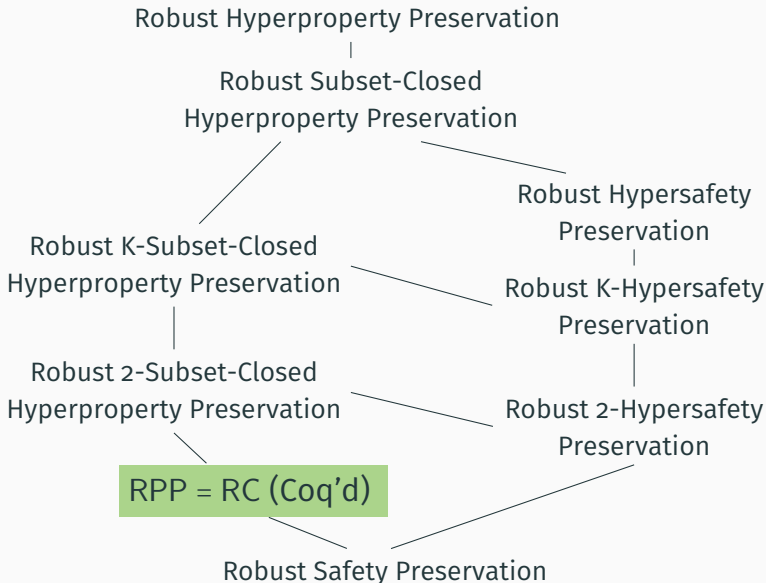 Robust Hyperproperty Preservation
Robust Subset-Closed
Hyperproperty Preservation
Robust Hypersafety
Preservation
Robust K-Subset-Closed
Hyperproperty Preservation
Robust K-Hypersafety
Preservation
Robust 2-Subset-Closed
Hyperproperty Preservation
Robust 2-Hypersafety
Preservation
RPP = RC (Coq'd)
Robust Safety Preservation